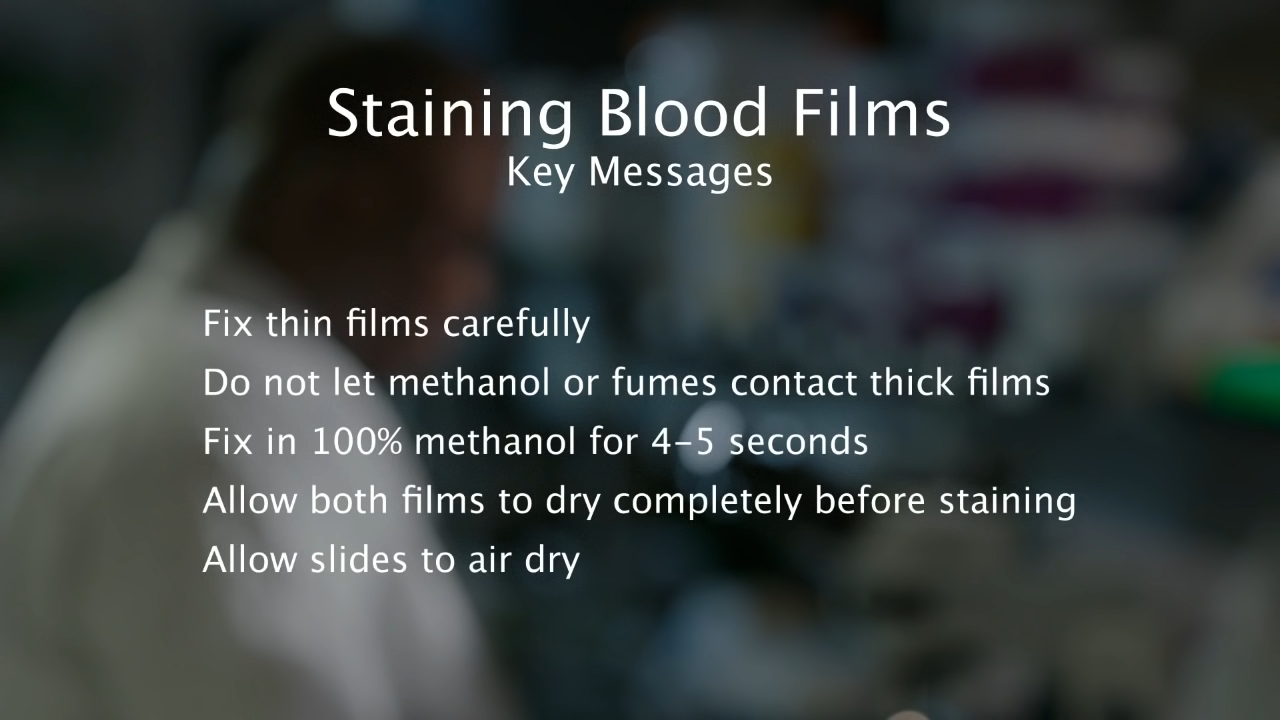 Staining Blood Films
Key Messages
Fix thin films carefully
Do not let methanol or fumes contact thick films
Fix in 100% methanol for 4–5 seconds
Allow both films to dry completely before staining
Allow slides to air dry